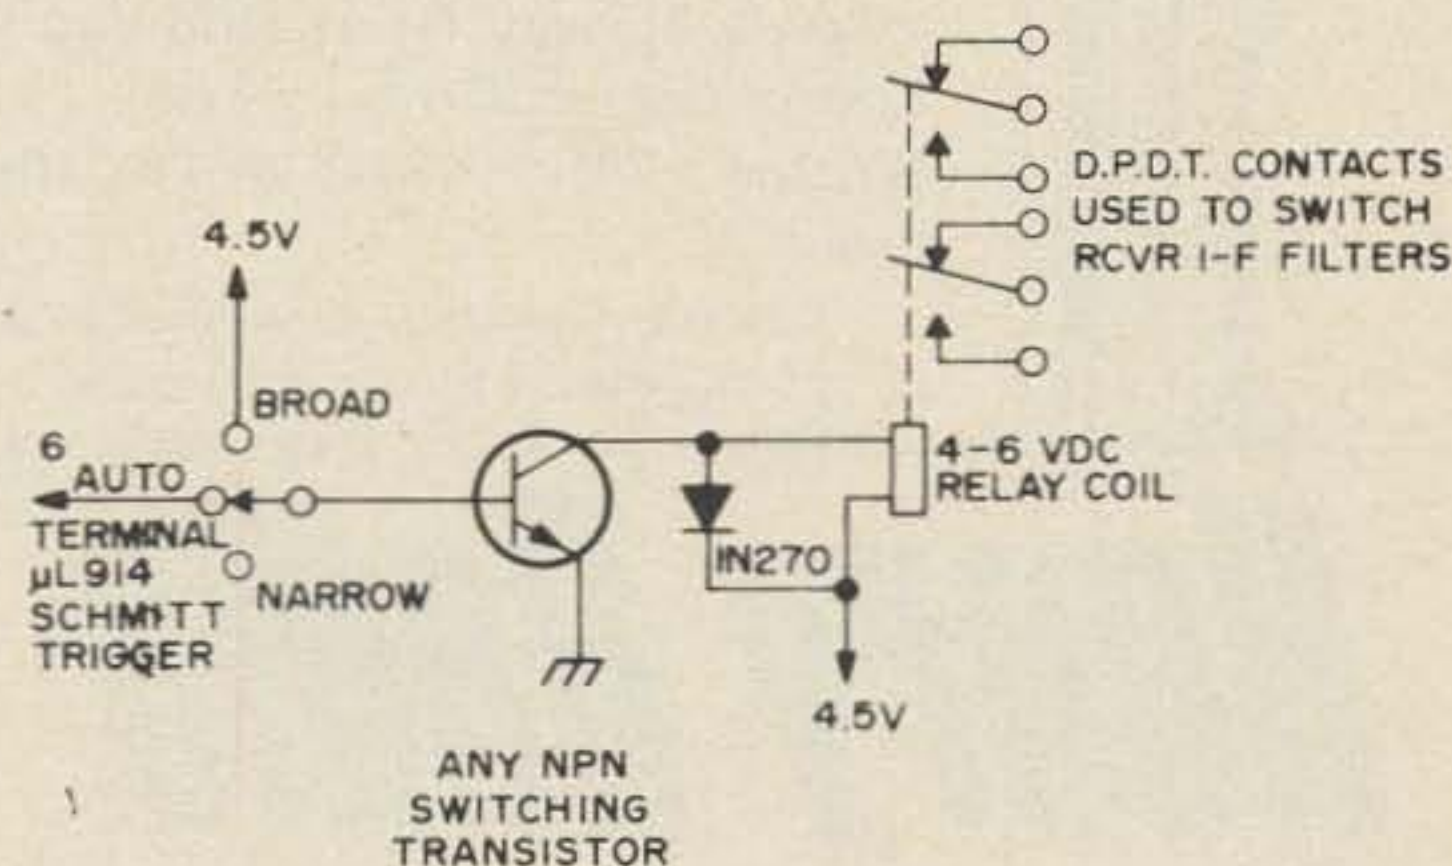 4.5V
BROAD
6
AUTO
TERMINAL
µL914
SCHMITT
TRIGGER
NARROW
ANY NPN
SWITCHING
TRANSISTOR
IN270
4.5V
4-6 VDC
RELAY COIL
D.P.D.T. CONTACTS
USED TO SWITCH
RCVR I-F FILTERS